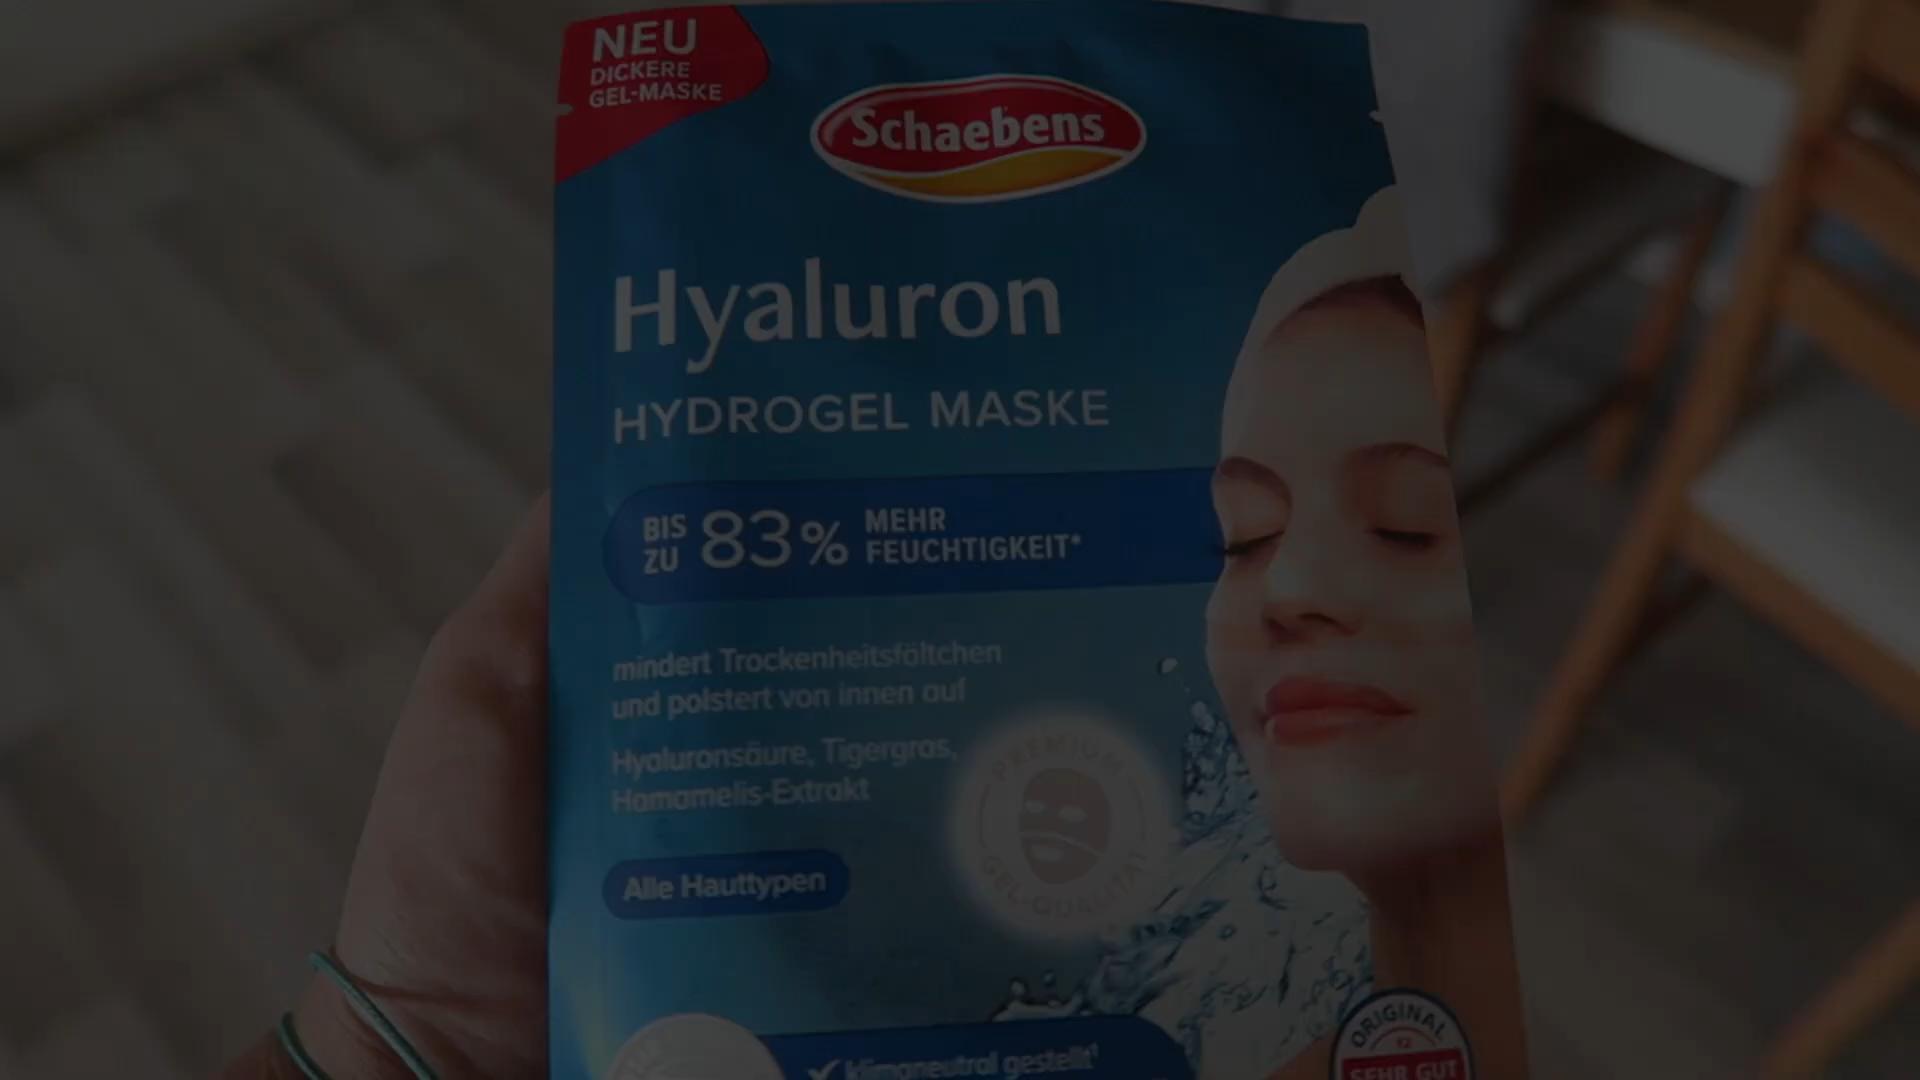 NEU
DICKERE
GEL-MASKE
Schaebens
Hyaluron
HYDROGEL MASKE
BIS ZU 83% MEHR FEUCHTIGKEIT*
mindert Trockenheitsfältchen
und polstert von innen auf
Hyaluronsäure, Tigergras,
Hamamelis-Extrakt
PREMIUM
GEL-QUALITÄT
Alle Hauttypen
klimaneutral gestellt¹
ORIGINAL
SEHR GUT